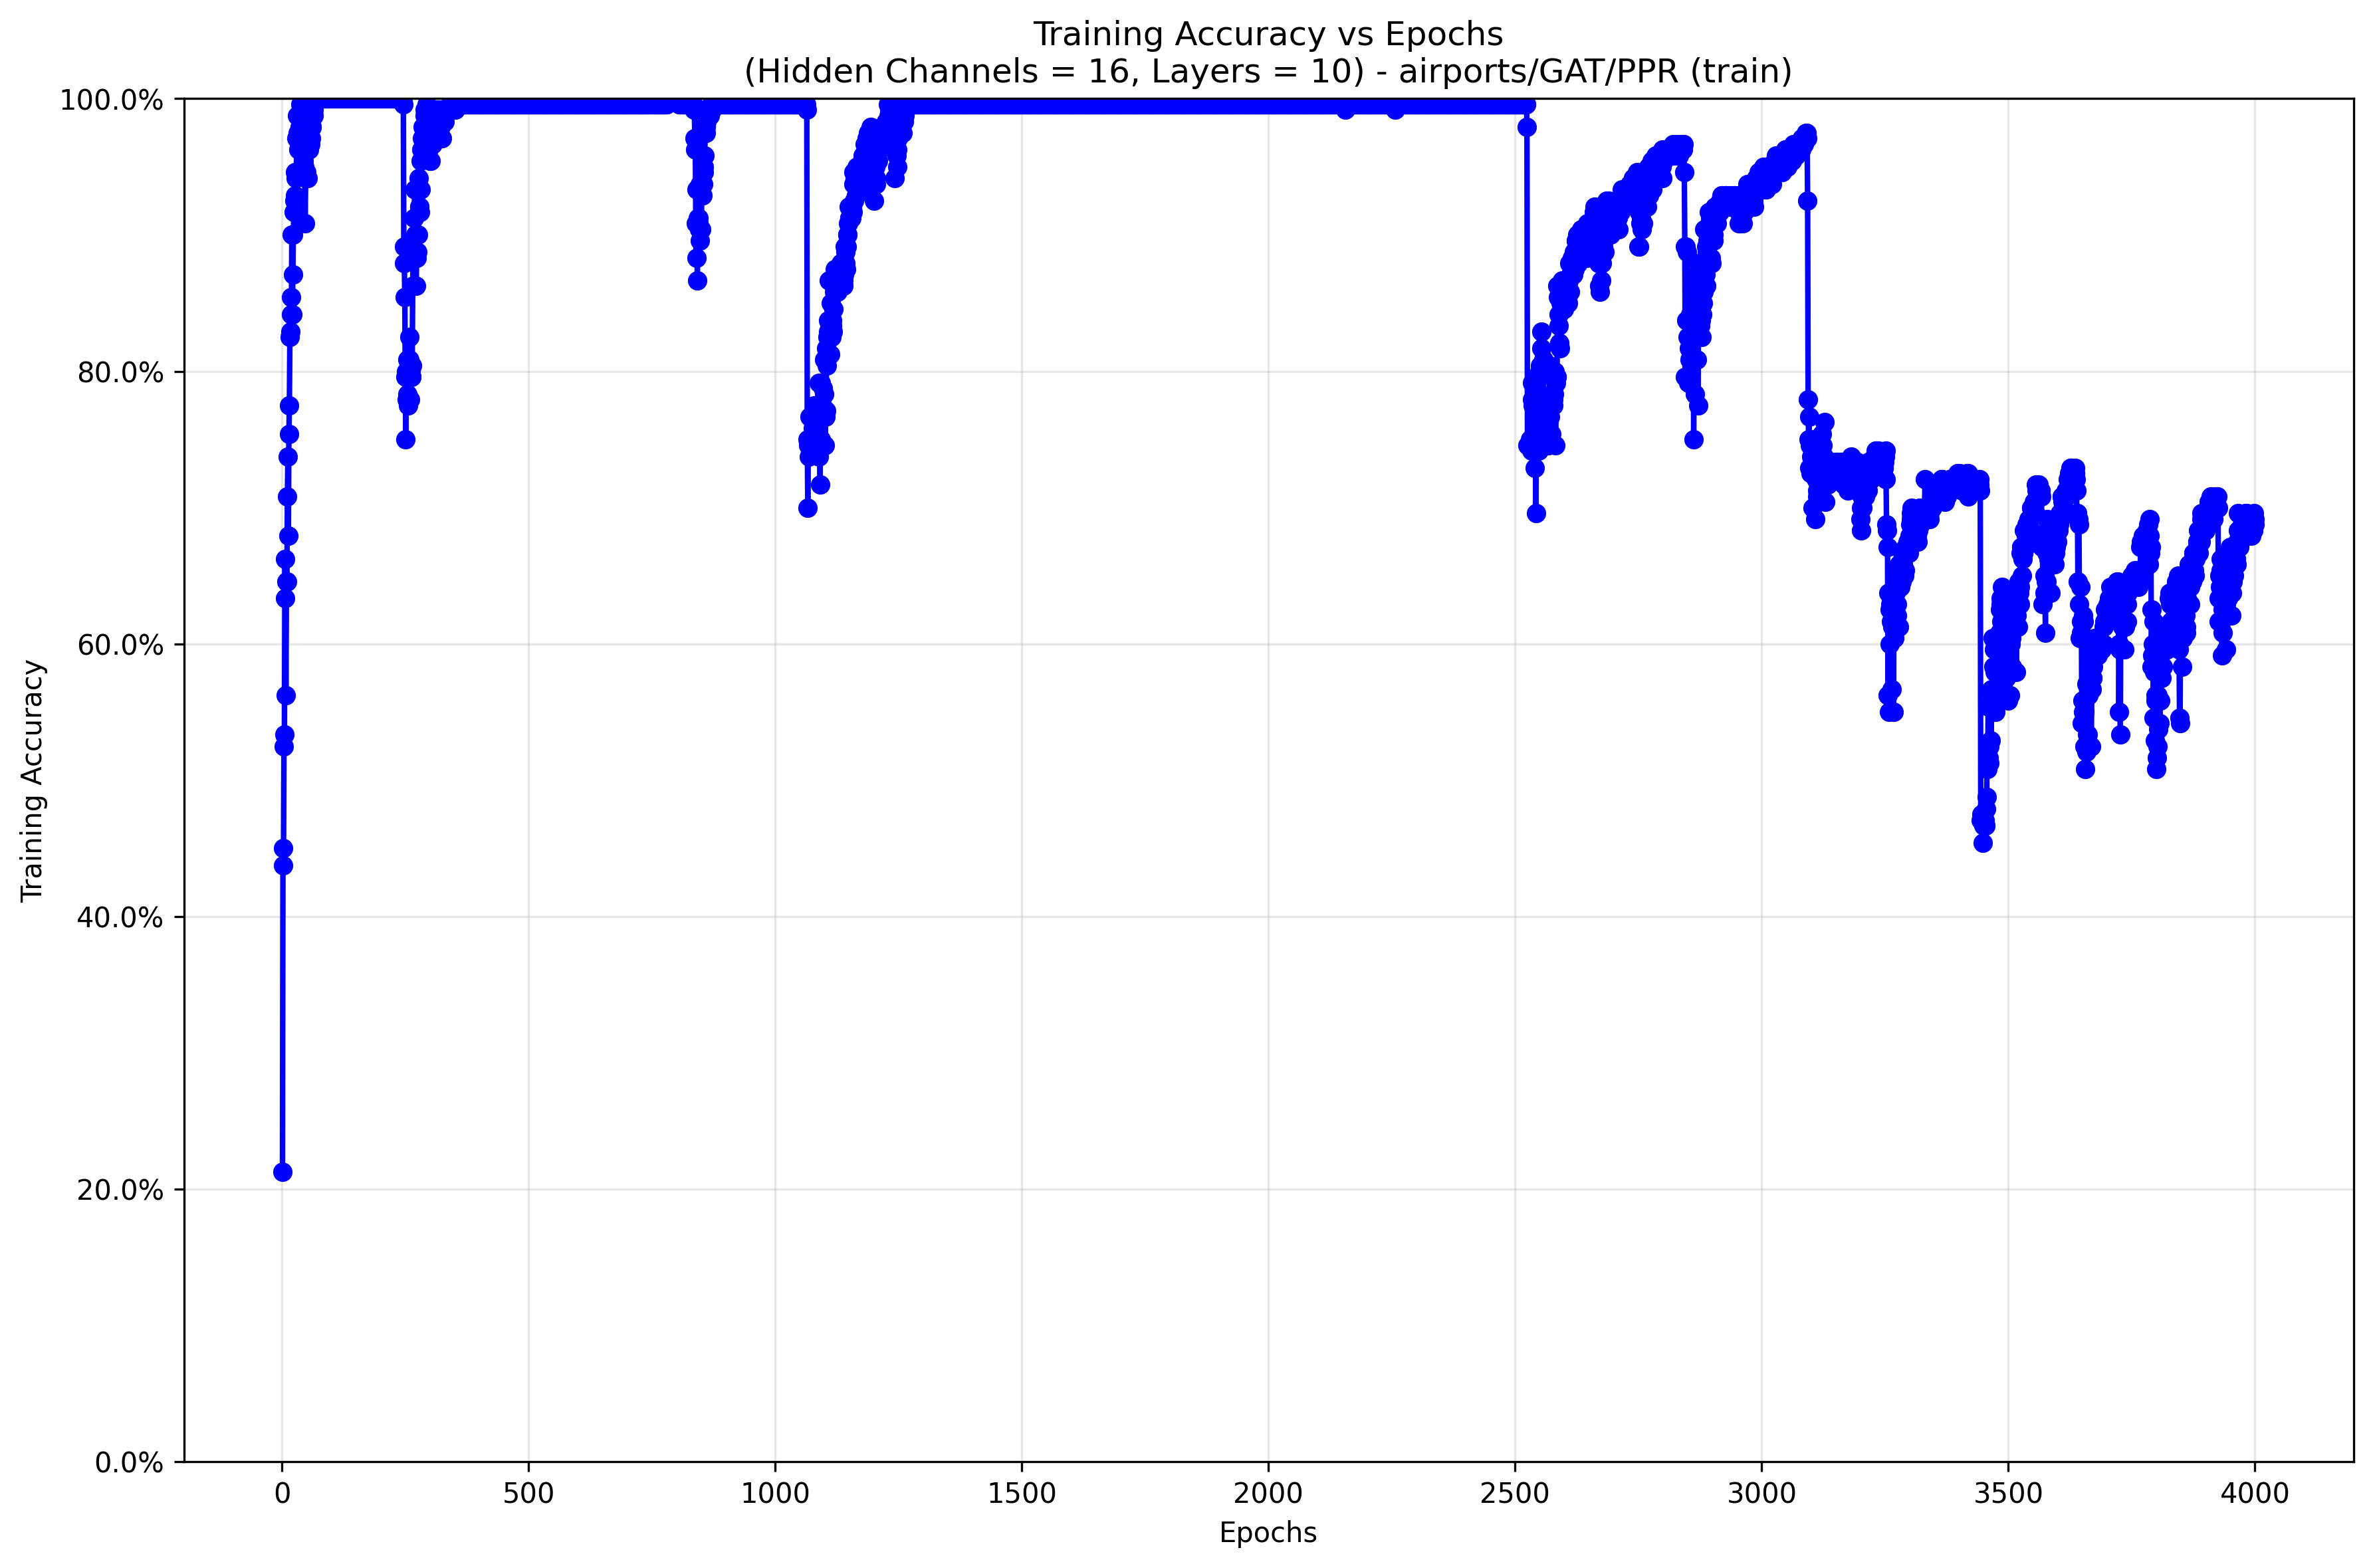 Training Accuracy vs Epochs
(Hidden Channels = 16, Layers = 10) - airports/GAT/PPR (train)
Training Accuracy
100.0%
80.0%
60.0%
40.0%
20.0%
0.0%
0 500 1000 1500 2000 2500 3000 3500 4000
Epochs